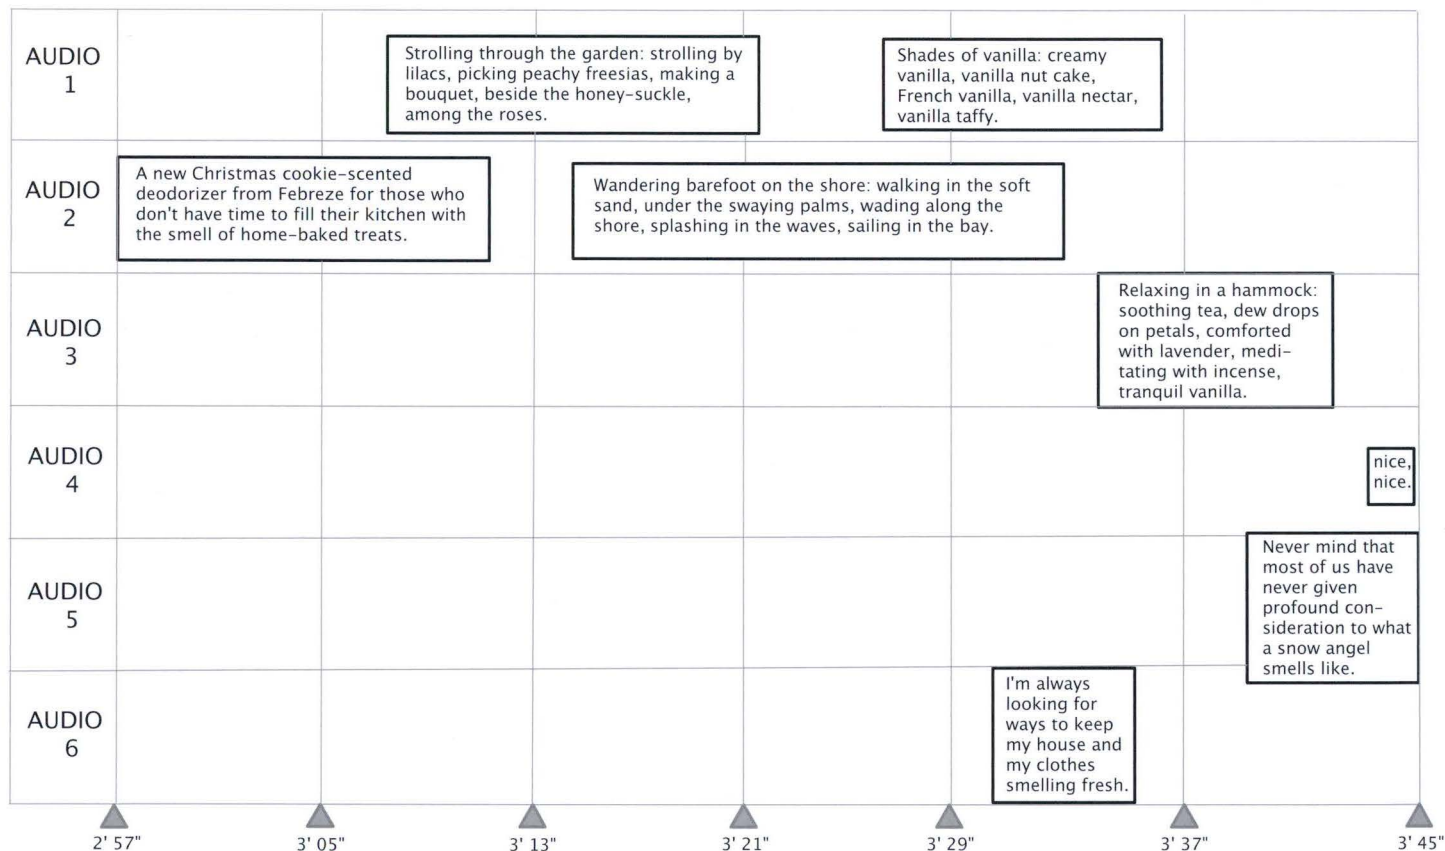 AUDIO
1
Strolling through the garden: strolling by
lilacs, picking peachy freesias, making a
bouquet, beside the honey-suckle,
among the roses.
Shades of vanilla: creamy
vanilla, vanilla nut cake,
French vanilla, vanilla nectar,
vanilla taffy.
AUDIO
2
A new Christmas cookie-scented
deodorizer from Febreze for those who
don't have time to fill their kitchen with
the smell of home-baked treats.
Wandering barefoot on the shore: walking in the soft
sand, under the swaying palms, wading along the
shore, splashing in the waves, sailing in the bay.
AUDIO
3
Relaxing in a hammock:
soothing tea, dew drops
on petals, comforted
with lavender, medi-
tating with incense,
tranquil vanilla.
AUDIO
4
nice,
nice.
AUDIO
5
Never mind that
most of us have
never given
profound con-
sideration to what
a snow angel
smells like.
AUDIO
6
I'm always
looking for
ways to keep
my house and
my clothes
smelling fresh.
2' 57"
3' 05"
3' 13"
3' 21"
3' 29"
3' 37"
3' 45"